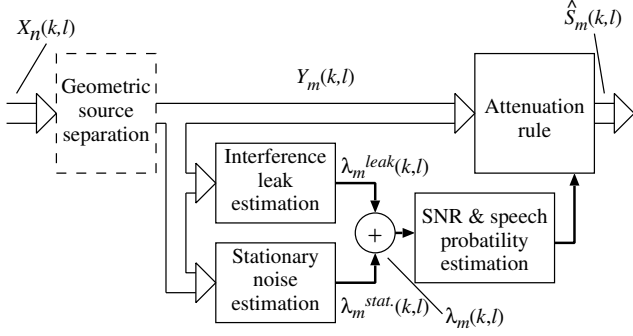 X_n(k,l)
Ŝ_m(k,l)
Geometric
source
separation
Y_m(k,l)
Attenuation
rule
Interference
leak
estimation
λ_m^leak(k,l)
+
SNR & speech
probatility
estimation
Stationary
noise
estimation
λ_m^stat.(k,l)
λ_m(k,l)